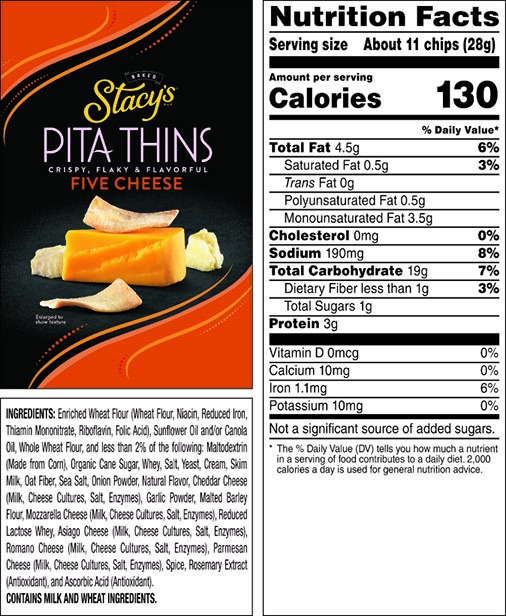 BAKED
Stacy's
PITA THINS
CRISPY, FLAKY & FLAVORFUL
FIVE CHEESE
Enlarged to
show texture
INGREDIENTS: Enriched Wheat Flour (Wheat Flour, Niacin, Reduced Iron,
Thiamin Mononitrate, Riboflavin, Folic Acid), Sunflower Oil and/or Canola
Oil, Whole Wheat Flour, and less than 2% of the following: Maltodextrin
(Made from Corn), Organic Cane Sugar, Whey, Salt, Yeast, Cream, Skim
Milk, Oat Fiber, Sea Salt, Onion Powder, Natural Flavor, Cheddar Cheese
(Milk, Cheese Cultures, Salt, Enzymes), Garlic Powder, Malted Barley
Flour, Mozzarella Cheese (Milk, Cheese Cultures, Salt, Enzymes), Reduced
Lactose Whey, Asiago Cheese (Milk, Cheese Cultures, Salt, Enzymes),
Romano Cheese (Milk, Cheese Cultures, Salt, Enzymes), Parmesan
Cheese (Milk, Cheese Cultures, Salt, Enzymes), Spice, Rosemary Extract
(Antioxidant), and Ascorbic Acid (Antioxidant).
CONTAINS MILK AND WHEAT INGREDIENTS.
Nutrition Facts
Serving size About 11 chips (28g)
Amount per serving
Calories 130
% Daily Value*
Total Fat 4.5g 6%
Saturated Fat 0.5g 3%
Trans Fat 0g
Polyunsaturated Fat 0.5g
Monounsaturated Fat 3.5g
Cholesterol 0mg 0%
Sodium 190mg 8%
Total Carbohydrate 19g 7%
Dietary Fiber less than 1g 3%
Total Sugars 1g
Protein 3g
Vitamin D 0mcg 0%
Calcium 10mg 0%
Iron 1.1mg 6%
Potassium 10mg 0%
Not a significant source of added sugars.
* The % Daily Value (DV) tells you how much a nutrient
in a serving of food contributes to a daily diet. 2,000
calories a day is used for general nutrition advice.